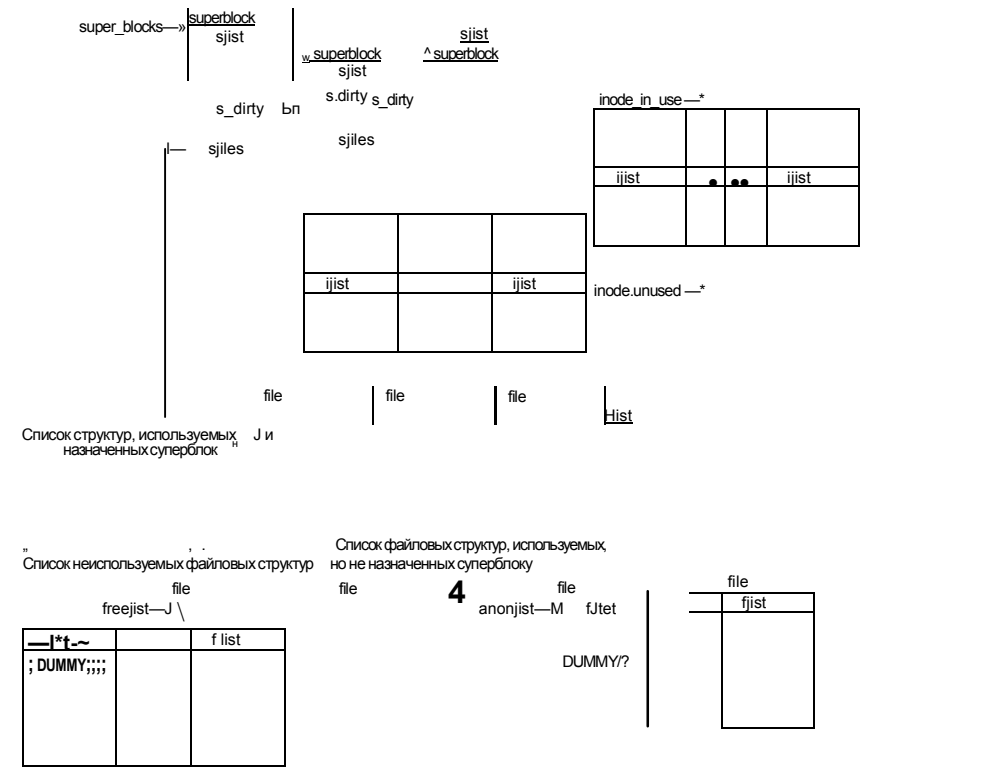 super_blocks—»
superblock
sjist
w superblock
sjist
sjist
^ superblock
s_dirty Ьп
s.dirty s_dirty
inode_in_use —*
I— sjiles
sjiles
ijist • •• ijist
ijist ijist
inode.unused —*
file file file
Hist
Список структур, используемых н J и
назначенных суперблок
„ , .
Список неиспользуемых файловых структур
Список файловых структур, используемых,
но не назначенных суперблоку
file file 4 file file
freejist—J \
anonjist—M fJtet
fjist
—I*t-~ f list
; DUMMY;;;;
DUMMY/?